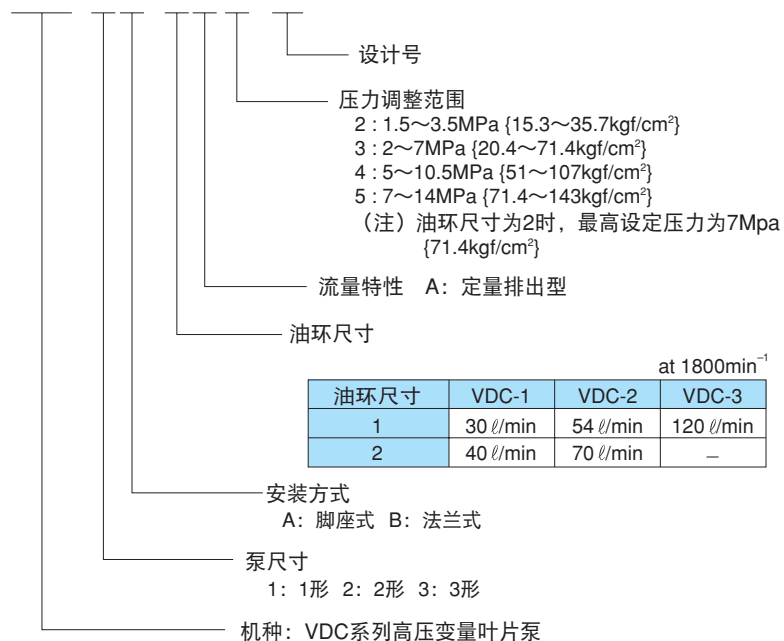 设计号
压力调整范围
2 : 1.5～3.5MPa {15.3～35.7kgf/cm²}
3 : 2～7MPa {20.4～71.4kgf/cm²}
4 : 5～10.5MPa {51～107kgf/cm²}
5 : 7～14MPa {71.4～143kgf/cm²}
（注）油环尺寸为2时，最高设定压力为7Mpa
{71.4kgf/cm²}
流量特性 A：定量排出型
油环尺寸
at 1800min⁻¹
油环尺寸 VDC-1 VDC-2 VDC-3
1 30 ℓ/min 54 ℓ/min 120 ℓ/min
2 40 ℓ/min 70 ℓ/min –
安装方式
A：脚座式 B：法兰式
泵尺寸
1：1形 2：2形 3：3形
机种：VDC系列高压变量叶片泵